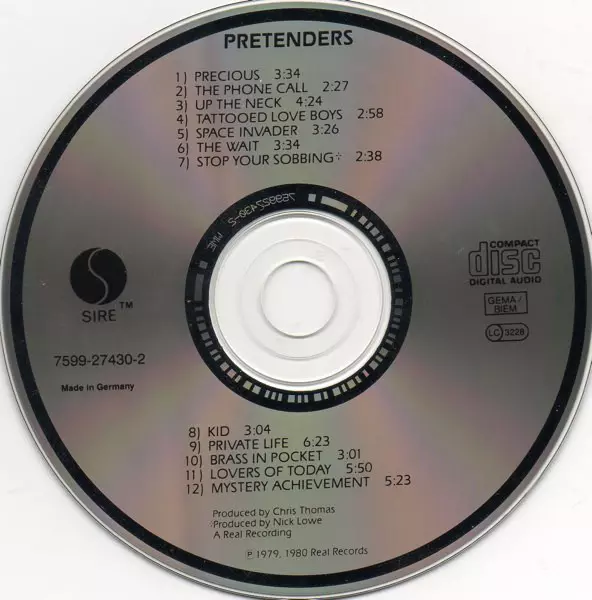 PRETENDERS
1) PRECIOUS 3:34
2) THE PHONE CALL 2:27
3) UP THE NECK 4:24
4) TATTOOED LOVE BOYS 2:58
5) SPACE INVADER 3:26
6) THE WAIT 3:34
7) STOP YOUR SOBBING† 2:38
COMPACT
disc
DIGITAL AUDIO
GEMA/
BIEM
LC 3228
S
SIRE™
7599-27430-2
Made in Germany
759927430-2
8) KID 3:04
9) PRIVATE LIFE 6:23
10) BRASS IN POCKET 3:01
11) LOVERS OF TODAY 5:50
12) MYSTERY ACHIEVEMENT 5:23
Produced by Chris Thomas
Produced by Nick Lowe
A Real Recording
℗ 1979, 1980 Real Records